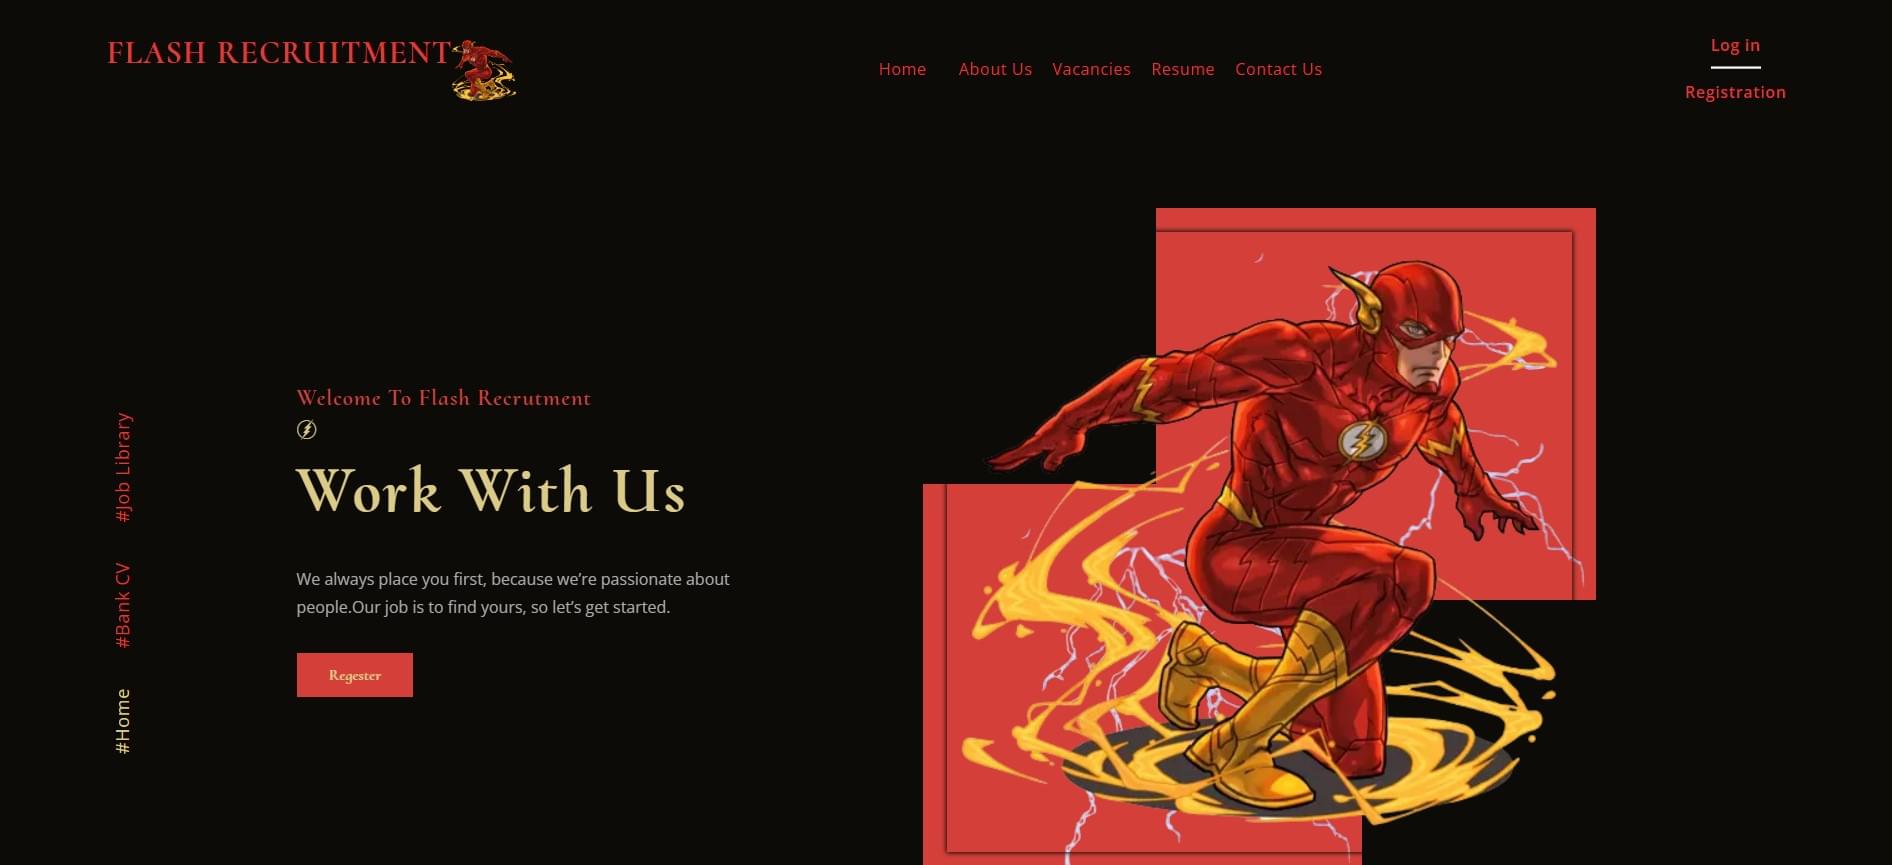 FLASH RECRUITMENT
Home About Us Vacancies Resume Contact Us
Log in
Registration
#Job Library
#Bank CV
#Home
Welcome To Flash Recrutment
Work With Us
We always place you first, because we’re passionate about
people.Our job is to find yours, so let’s get started.
Regester